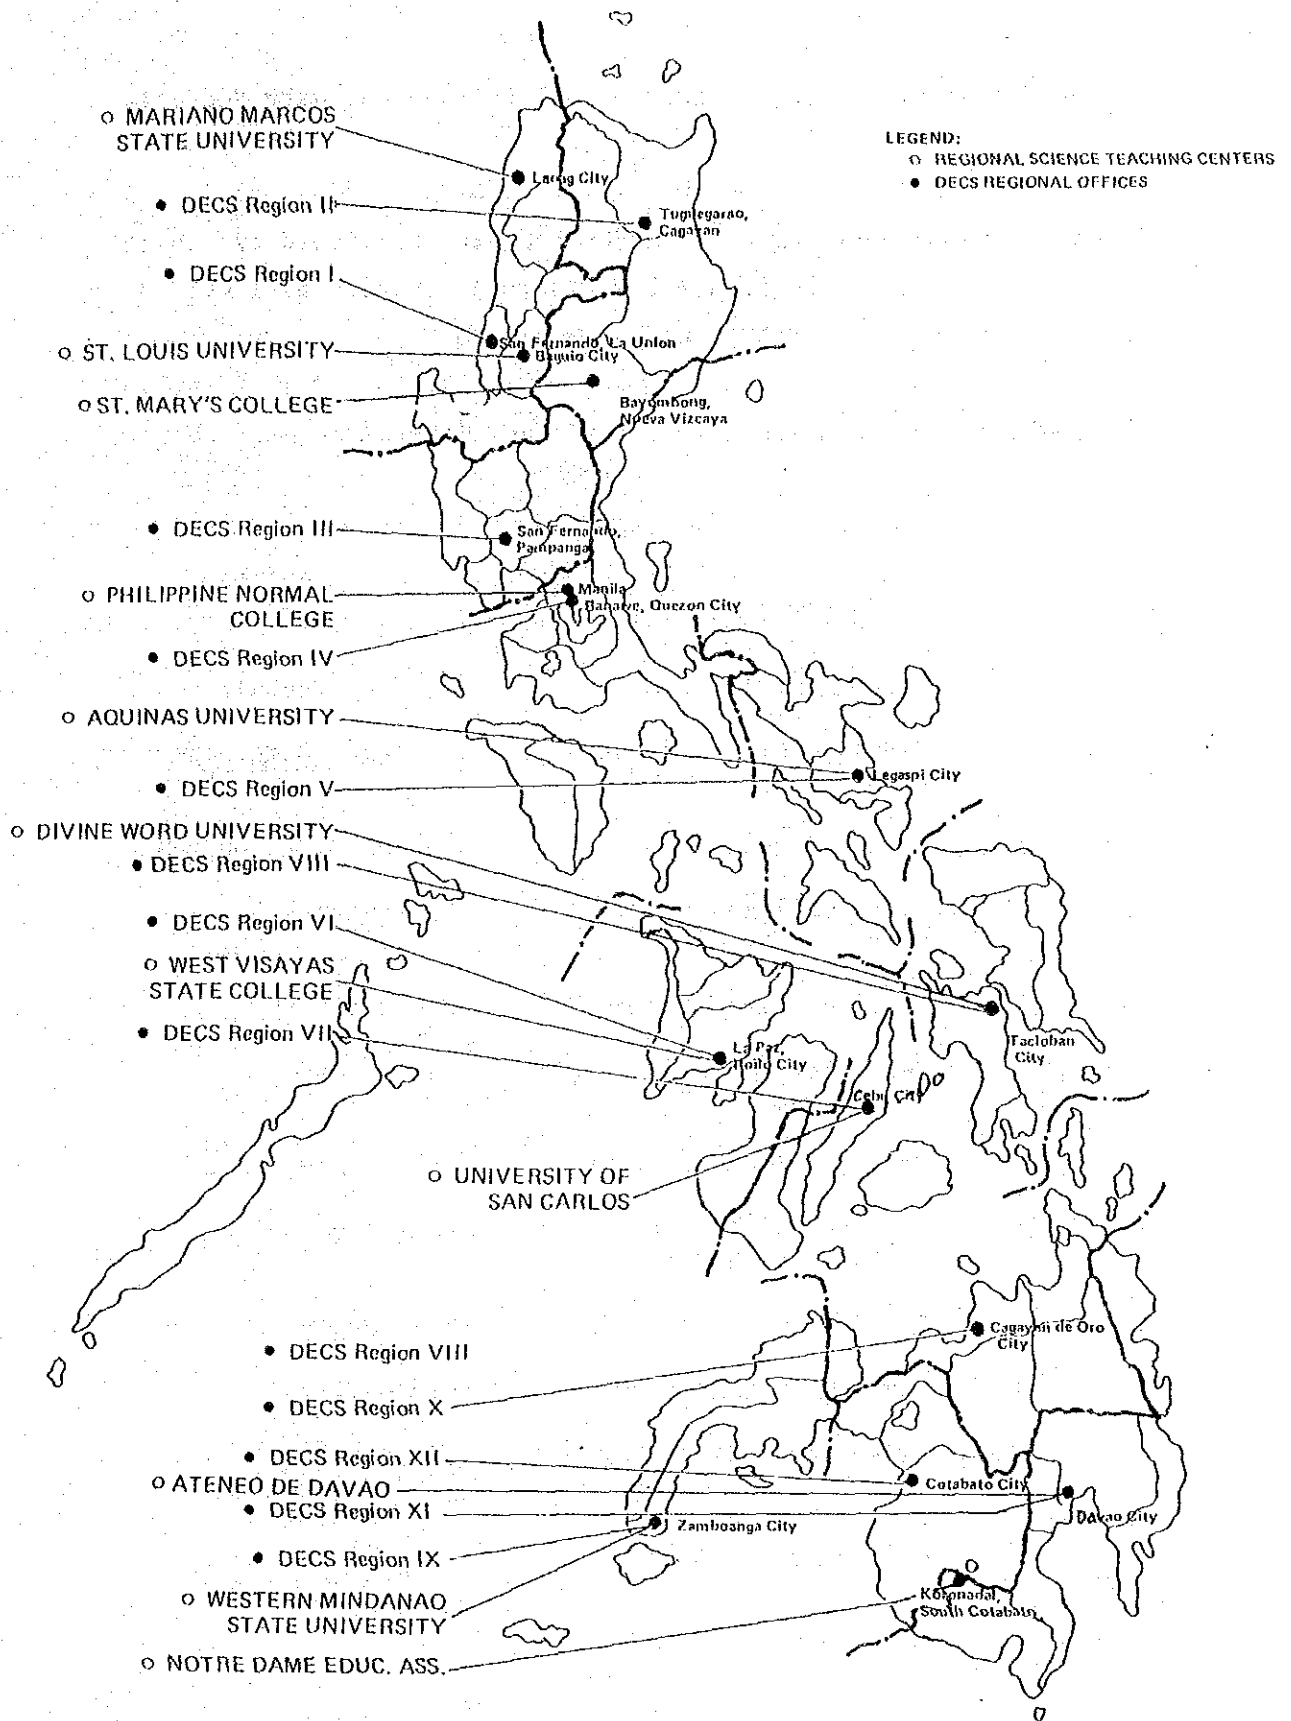 MARIANO MARCOS
STATE UNIVERSITY
LEGEND:
REGIONAL SCIENCE TEACHING CENTERS
DECS REGIONAL OFFICES
Laoag City
DECS Region II
Tuguegarao,
Cagayan
DECS Region I
San Fernando, La Union
ST. LOUIS UNIVERSITY
Baguio City
ST. MARY'S COLLEGE
Bayombong,
Nueva Vizcaya
DECS Region III
San Fernando,
Pampanga
PHILIPPINE NORMAL
COLLEGE
Manila
Banawe, Quezon City
DECS Region IV
AQUINAS UNIVERSITY
Legaspi City
DECS Region V
DIVINE WORD UNIVERSITY
DECS Region VIII
DECS Region VI
WEST VISAYAS
STATE COLLEGE
DECS Region VII
Tacloban
City
La Paz,
Iloilo City
Cebu City
UNIVERSITY OF
SAN CARLOS
Cagayan de Oro
City
DECS Region VIII
DECS Region X
DECS Region XII
Cotabato City
ATENEO DE DAVAO
DECS Region XI
Davao City
Zamboanga City
DECS Region IX
WESTERN MINDANAO
STATE UNIVERSITY
Koronadal,
South Cotabato
NOTRE DAME EDUC. ASS.